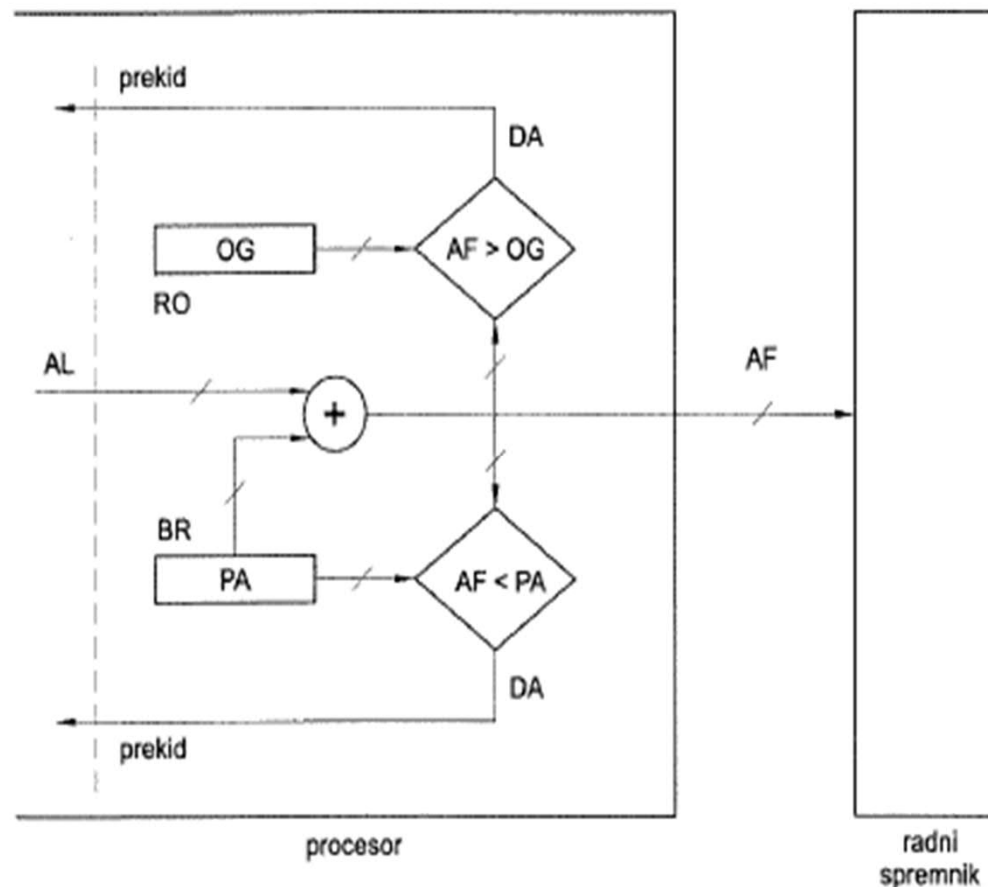 prekid
DA
OG
AF > OG
RO
AL
AF
+
BR
PA
AF < PA
DA
prekid
procesor
radni
spremnik